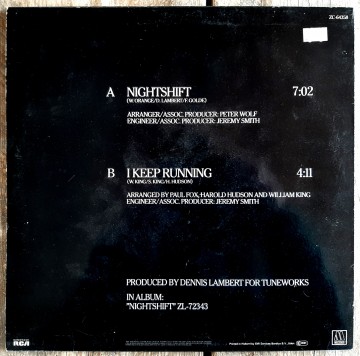 ZC-64058
A NIGHTSHIFT 7:02
(W. ORANGE/D. LAMBERT/F. GOLDE)
ARRANGER/ASSOC. PRODUCER: PETER WOLF
ENGINEER/ASSOC. PRODUCER: JEREMY SMITH
B I KEEP RUNNING 4:11
(W. KING/S. KING/H. HUDSON)
ARRANGED BY PAUL FOX, HAROLD HUDSON AND WILLIAM KING
ENGINEER/ASSOC. PRODUCER: JEREMY SMITH
PRODUCED BY DENNIS LAMBERT FOR TUNEWORKS
IN ALBUM:
"NIGHTSHIFT" ZL-72343
RCA
M